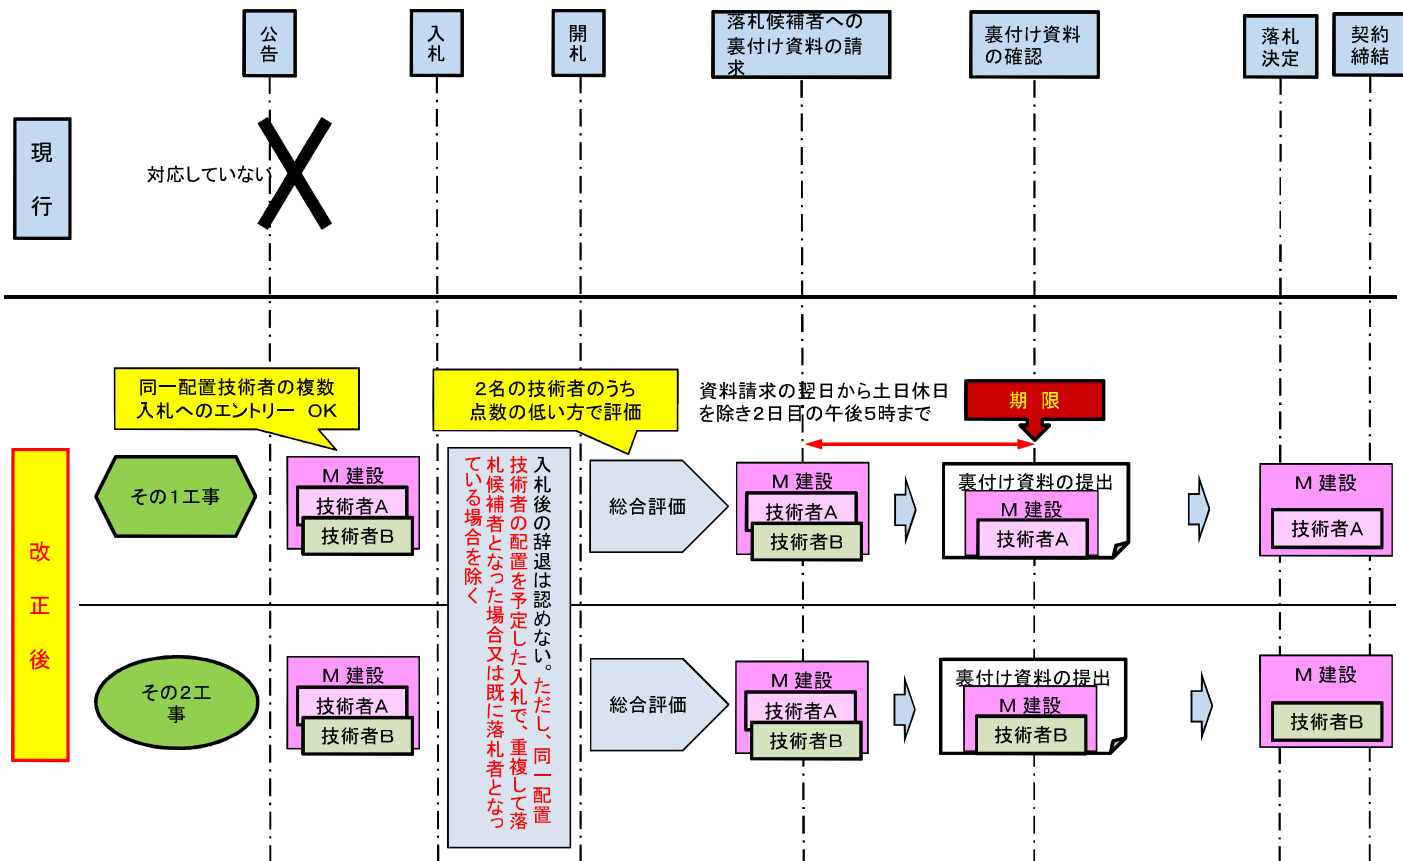 公
告
入
札
開
札
落札候補者への
裏付け資料の請
求
裏付け資料
の確認
落札
決定
契約
締結
現
行
対応していない
同一配置技術者の複数
入札へのエントリー　OK
2名の技術者のうち
点数の低い方で評価
資料請求の翌日から土日休日
を除き2日目の午後5時まで
期　限
改
正
後
その1工事
M 建設
技術者A
技術者B
入札後の辞退は認めない。ただし、同一配置
技術者の配置を予定した入札で、重複して落
札候補者となった場合又は既に落札者となっ
ている場合を除く
総合評価
M 建設
技術者A
技術者B
裏付け資料の提出
M 建設
技術者A
M 建設
技術者A
その2工
事
M 建設
技術者A
技術者B
総合評価
M 建設
技術者A
技術者B
裏付け資料の提出
M 建設
技術者B
M 建設
技術者B